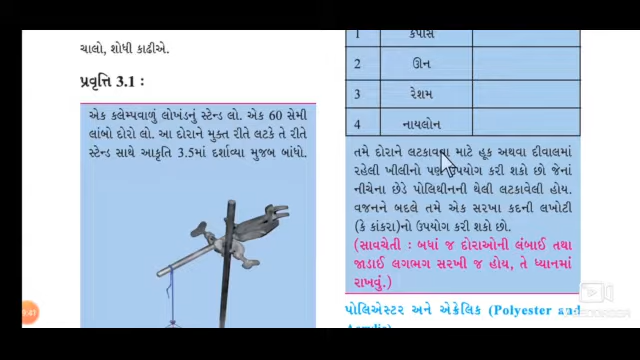 ચાલો, શોધી કાઢીએ.
પ્રવૃત્તિ 3.1 :
એક ક્લેમ્પવાળું લોખંડનું સ્ટેન્ડ લો. એક 60 સેમી
લાંબો દોરો લો. આ દોરાને મુક્ત રીતે લટકે તે રીતે
સ્ટેન્ડ સાથે આકૃતિ 3.5માં દર્શાવ્યા મુજબ બાંધો.
1 કપાસ
2 ઊન
3 રેશમ
4 નાયલોન
તમે દોરાને લટકાવવા માટે હૂક અથવા દીવાલમાં
રહેલી ખીલીનો પણ ઉપયોગ કરી શકો છો જેનાં
નીચેના છેડે પોલિથીનની થેલી લટકાવેલી હોય.
વજનને બદલે તમે એક સરખા કદની લખોટી
(કે કાંકરા)નો ઉપયોગ કરી શકો છો.
(સાવચેતી : બધાં જ દોરાઓની લંબાઈ તથા
જાડાઈ લગભગ સરખી જ હોય, તે ધ્યાનમાં
રાખવું.)
પોલિએસ્ટર અને એક્રેલિક (Polyester and